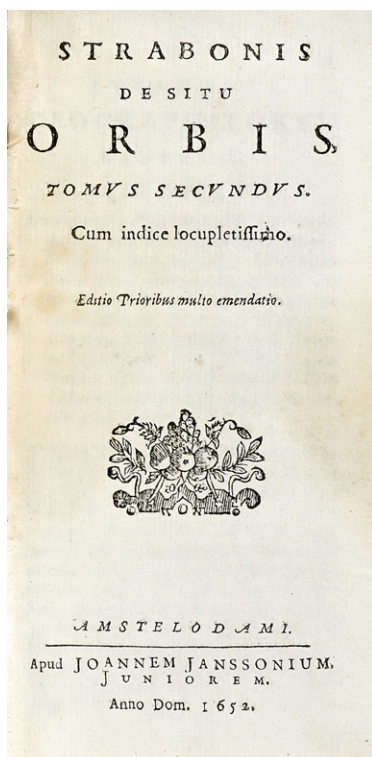 STRABONIS
DE SITU
ORBIS,
TOMVS SECVNDVS.
Cum indice locupletiſſimo.
Editio Prioribus multo emendatio.
AMSTELODAMI.
Apud JOANNEM JANSSONIUM,
JUNIOREM.
Anno Dom. 1652.